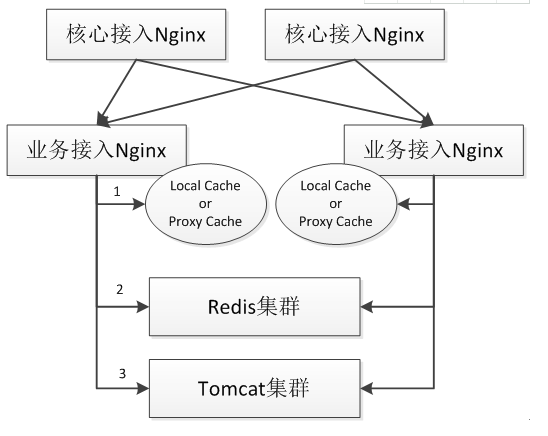 核心接入Nginx
核心接入Nginx
业务接入Nginx
业务接入Nginx
1
Local Cache
or
Proxy Cache
Local Cache
or
Proxy Cache
2
Redis集群
3
Tomcat集群